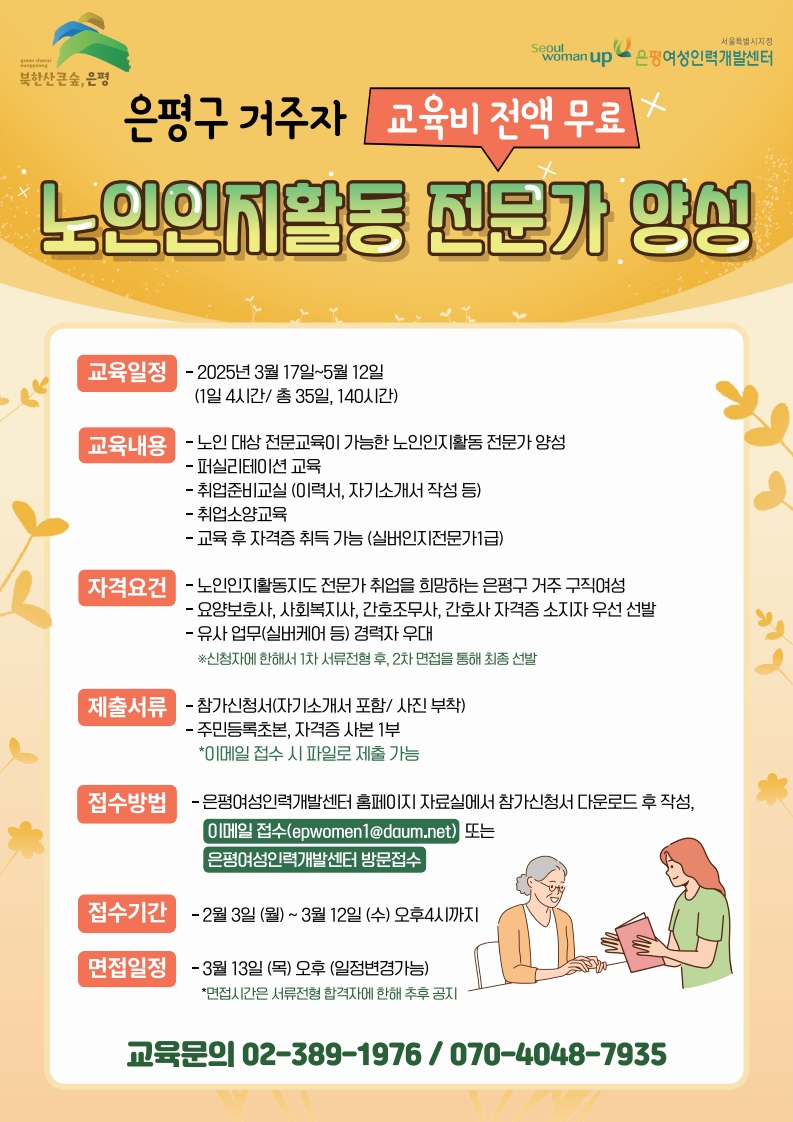 green chorus
eunpyeong
북한산큰숲, 은평
서울특별시지정
Seoul woman up 은평여성인력개발센터
은평구 거주자 교육비 전액 무료
노인인지활동 전문가 양성
교육일정 - 2025년 3월 17일~5월 12일
(1일 4시간/ 총 35일, 140시간)
교육내용 - 노인 대상 전문교육이 가능한 노인인지활동 전문가 양성
- 퍼실리테이션 교육
- 취업준비교실 (이력서, 자기소개서 작성 등)
- 취업소양교육
- 교육 후 자격증 취득 가능 (실버인지전문가1급)
자격요건 - 노인인지활동지도 전문가 취업을 희망하는 은평구 거주 구직여성
- 요양보호사, 사회복지사, 간호조무사, 간호사 자격증 소지자 우선 선발
- 유사 업무(실버케어 등) 경력자 우대
※신청자에 한해서 1차 서류전형 후, 2차 면접을 통해 최종 선발
제출서류 - 참가신청서(자기소개서 포함/ 사진 부착)
- 주민등록초본, 자격증 사본 1부
*이메일 접수 시 파일로 제출 가능
접수방법 - 은평여성인력개발센터 홈페이지 자료실에서 참가신청서 다운로드 후 작성,
이메일 접수(epwomen1@daum.net) 또는
은평여성인력개발센터 방문접수
접수기간 - 2월 3일 (월) ~ 3월 12일 (수) 오후4시까지
면접일정 - 3월 13일 (목) 오후 (일정변경가능)
*면접시간은 서류전형 합격자에 한해 추후 공지
교육문의 02-389-1976 / 070-4048-7935